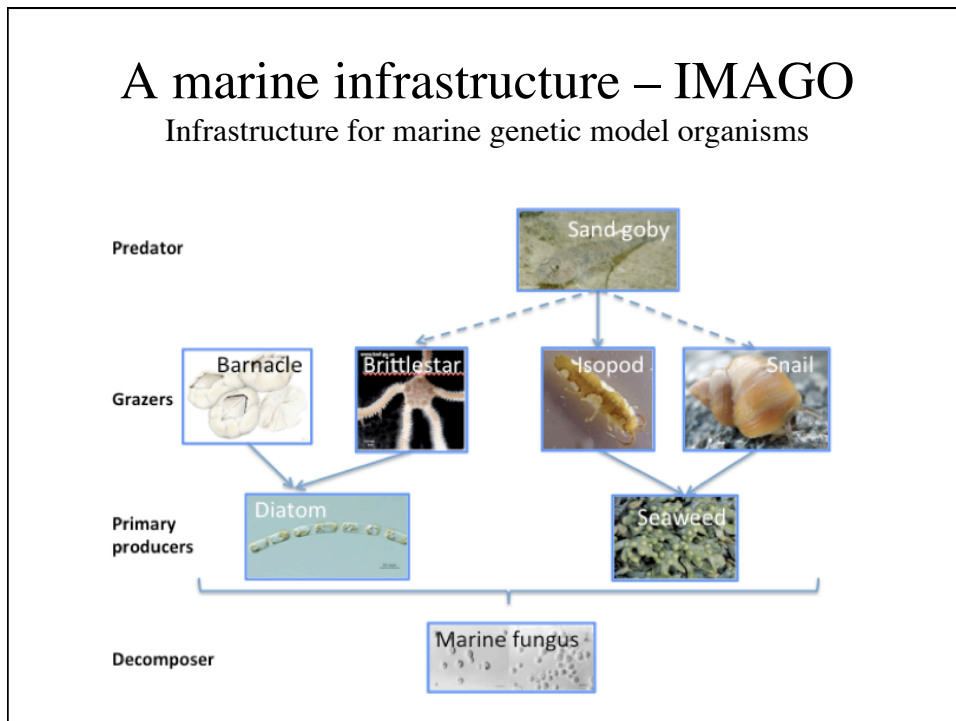 A marine infrastructure – IMAGO
Infrastructure for marine genetic model organisms
Predator
Sand goby
Grazers
Barnacle
Brittlestar
Isopod
Snail
Primary
producers
Diatom
Seaweed
Decomposer
Marine fungus